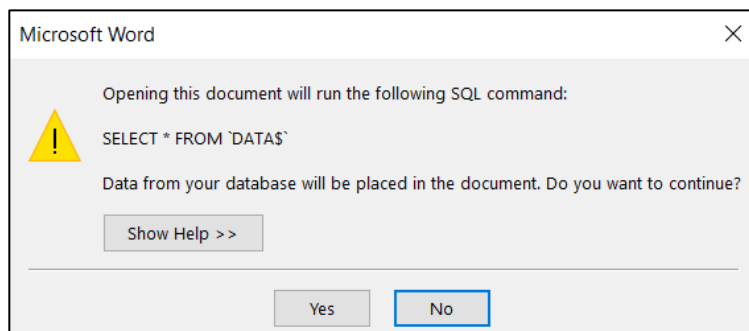 Microsoft Word
Opening this document will run the following SQL command:
SELECT * FROM `DATA$`
Data from your database will be placed in the document. Do you want to continue?
Show Help >>
Yes
No